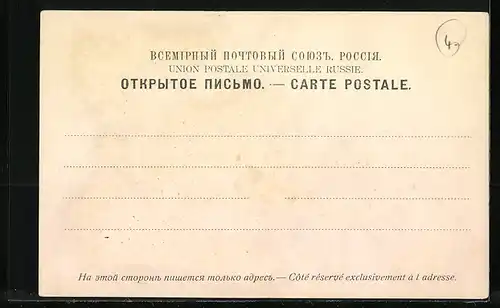 49
ВСЕМІРНЫЙ ПОЧТОВЫЙ СОЮЗЪ. РОССІЯ.
UNION POSTALE UNIVERSELLE RUSSIE.
ОТКРЫТОЕ ПИСЬМО. — CARTE POSTALE.
На этой сторонѣ пишется только адресъ. — Côté réservé exclusivement à l adresse.